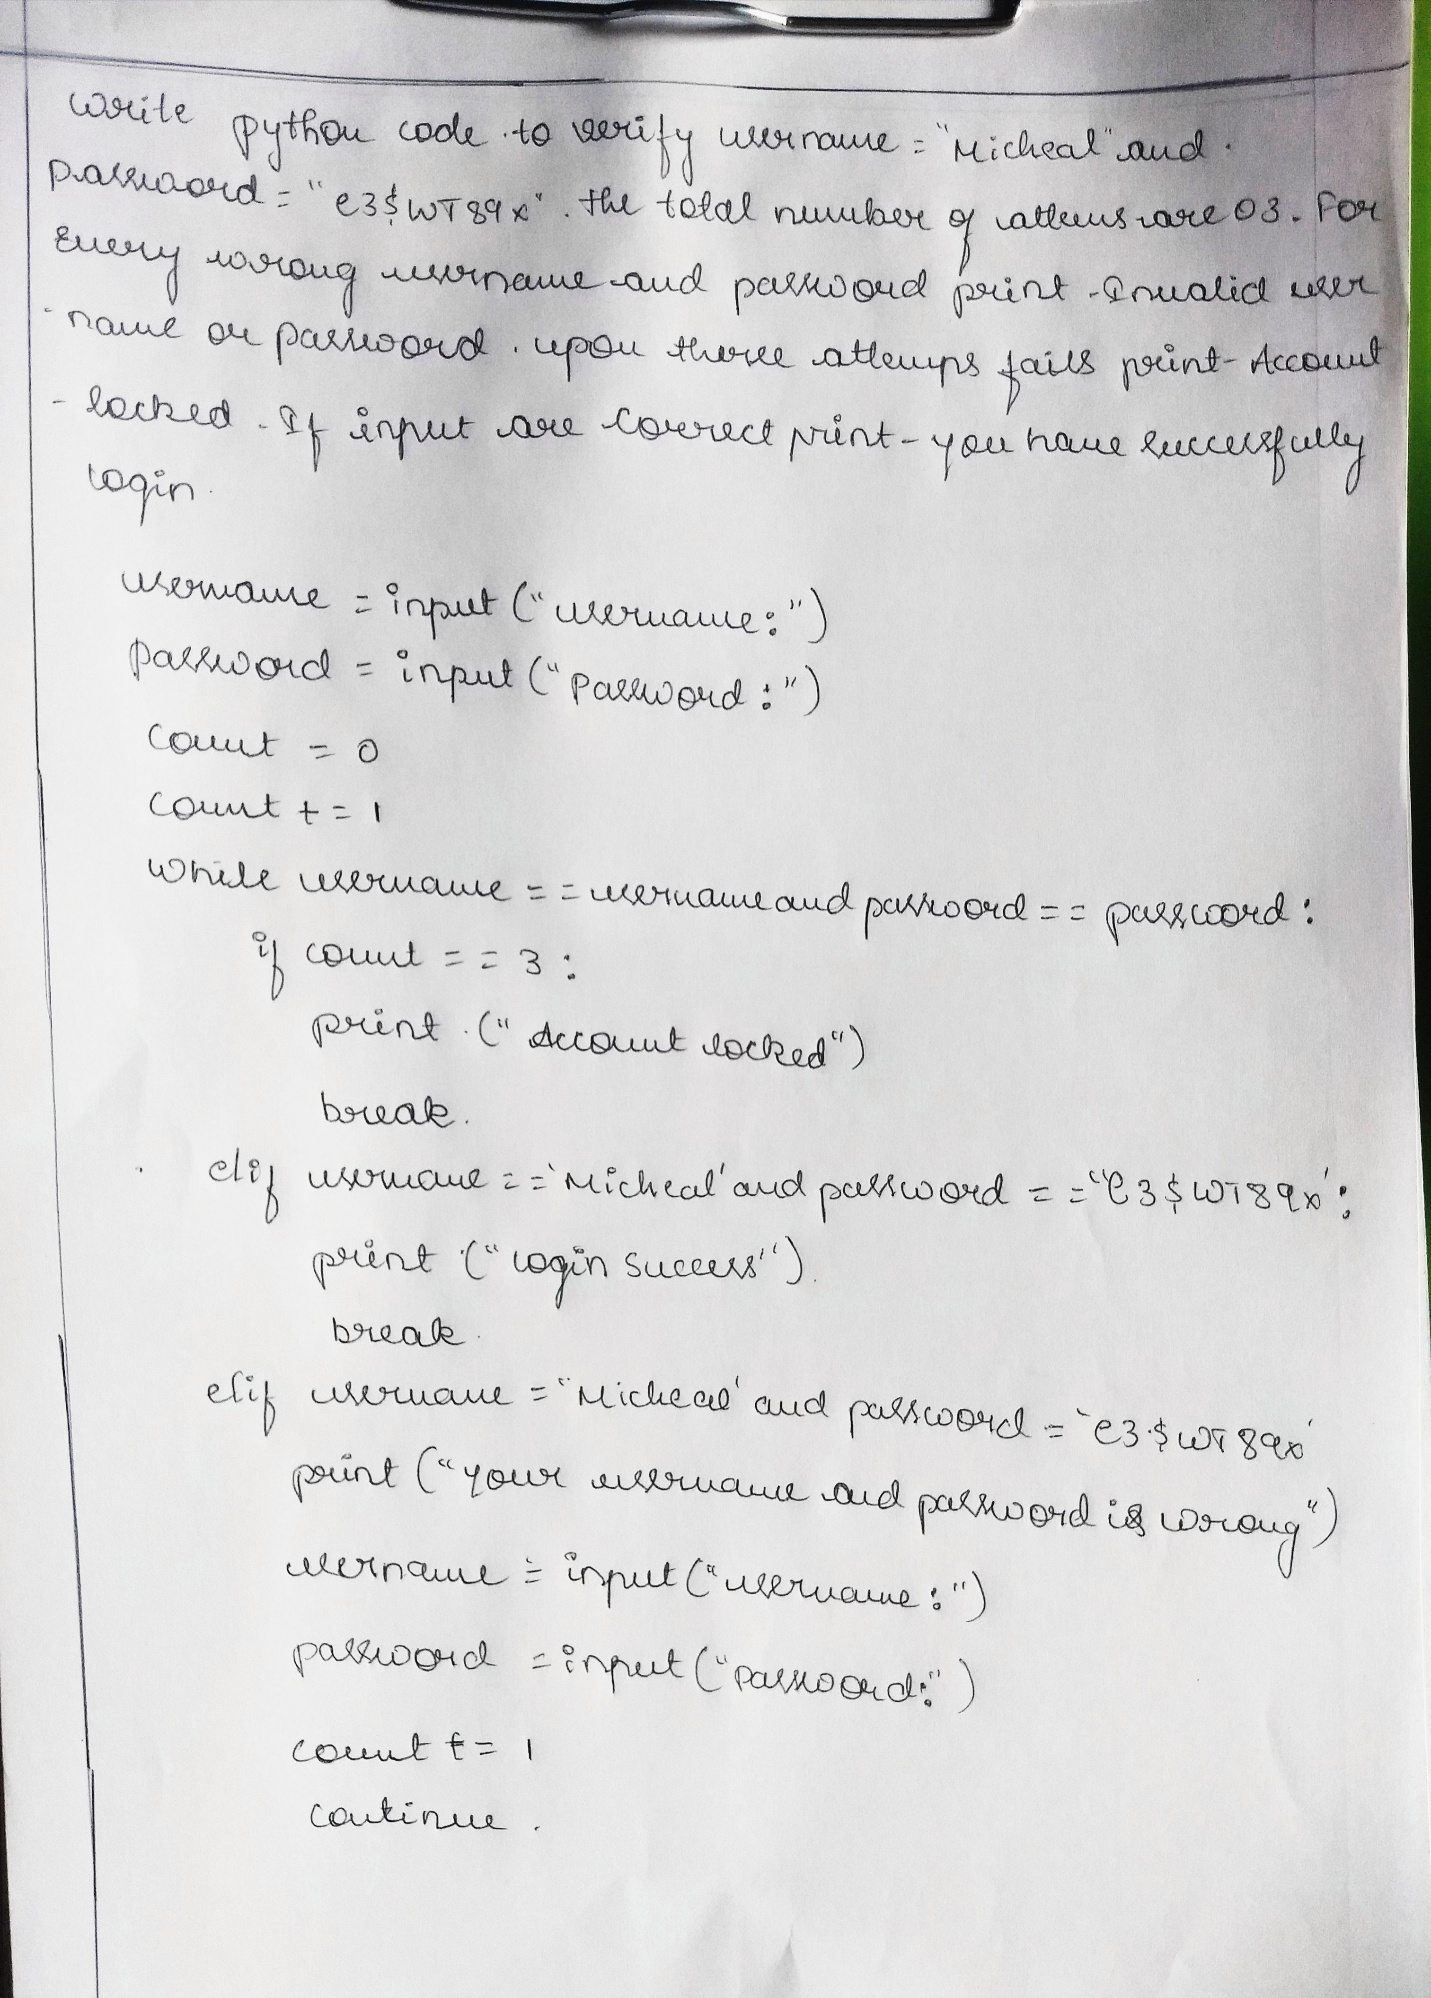 Write python code to verify username = "Micheal" and
password = "e3$WT89x". The total number of attems are 03. For
Every wrong username and password print - Invalid user
name or password. upon three attemps fails print - Account
- locked. If input are correct print - you have successfully
login.
username = input ("username:")
password = input ("password:")
count = 0
count += 1
while username == username and password == password:
if count == 3:
print ("Account locked")
break.
elif username == 'Micheal' and password == "e3$WT89x':
print ("login success").
break.
elif username = "Micheal' and password = 'e3$WT89x'
print ("your username and password is wrong")
username = input ("username:")
password = input ("password:")
count += 1
continue.